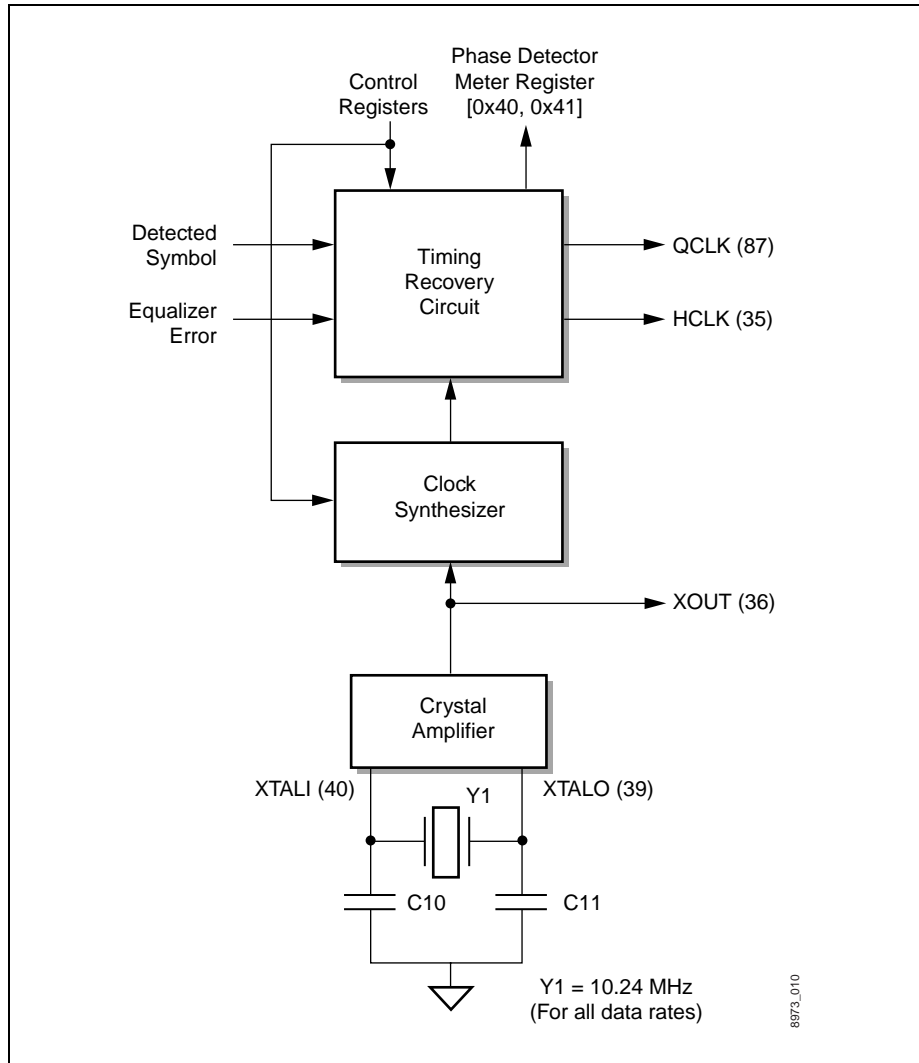 Control
Registers
Phase Detector
Meter Register
[0x40, 0x41]
Detected
Symbol
Equalizer
Error
Timing
Recovery
Circuit
QCLK (87)
HCLK (35)
Clock
Synthesizer
XOUT (36)
Crystal
Amplifier
XTALI (40)
XTALO (39)
Y1
C10
C11
Y1 = 10.24 MHz
(For all data rates)
8973_010